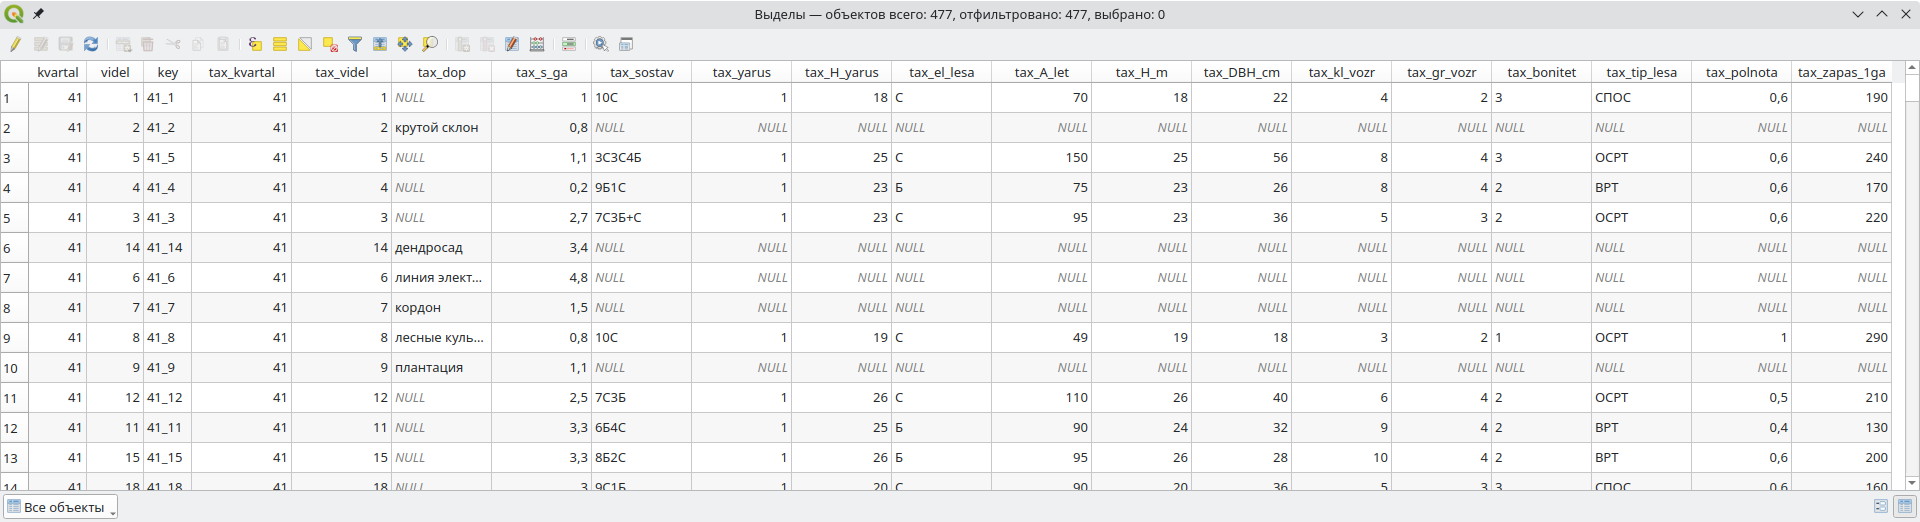 Выделы — объектов всего: 477, отфильтровано: 477, выбрано: 0
kvartal videl key tax_kvartal tax_videl tax_dop tax_s_ga tax_sostav tax_yarus tax_H_yarus tax_el_lesa tax_A_let tax_H_m tax_DBH_cm tax_kl_vozr tax_gr_vozr tax_bonitet tax_tip_lesa tax_polnota tax_zapas_1ga
1 41 1 41_1 41 1 NULL 1 10С 1 18 С 70 18 22 4 2 3 СПОС 0,6 190
2 41 2 41_2 41 2 крутой склон 0,8 NULL NULL NULL NULL NULL NULL NULL NULL NULL NULL NULL NULL NULL
3 41 5 41_5 41 5 NULL 1,1 3С3С4Б 1 25 С 150 25 56 8 4 3 ОСРТ 0,6 240
4 41 4 41_4 41 4 NULL 0,2 9Б1С 1 23 Б 75 23 26 8 4 2 ВРТ 0,6 170
5 41 3 41_3 41 3 NULL 2,7 7С3Б+С 1 23 С 95 23 36 5 3 2 ОСРТ 0,6 220
6 41 14 41_14 41 14 дендросад 3,4 NULL NULL NULL NULL NULL NULL NULL NULL NULL NULL NULL NULL NULL
7 41 6 41_6 41 6 линия элект... 4,8 NULL NULL NULL NULL NULL NULL NULL NULL NULL NULL NULL NULL NULL
8 41 7 41_7 41 7 кордон 1,5 NULL NULL NULL NULL NULL NULL NULL NULL NULL NULL NULL NULL NULL
9 41 8 41_8 41 8 лесные куль... 0,8 10С 1 19 С 49 19 18 3 2 1 ОСРТ 1 290
10 41 9 41_9 41 9 плантация 1,1 NULL NULL NULL NULL NULL NULL NULL NULL NULL NULL NULL NULL NULL
11 41 12 41_12 41 12 NULL 2,5 7С3Б 1 26 С 110 26 40 6 4 2 ОСРТ 0,5 210
12 41 11 41_11 41 11 NULL 3,3 6Б4С 1 25 Б 90 24 32 9 4 2 ВРТ 0,4 130
13 41 15 41_15 41 15 NULL 3,3 8Б2С 1 26 Б 95 26 28 10 4 2 ВРТ 0,6 200
14 41 18 41_18 41 18 NULL 3 9С1Б 1 20 С 90 20 36 5 3 3 СПОС 0,6 160
Все объекты